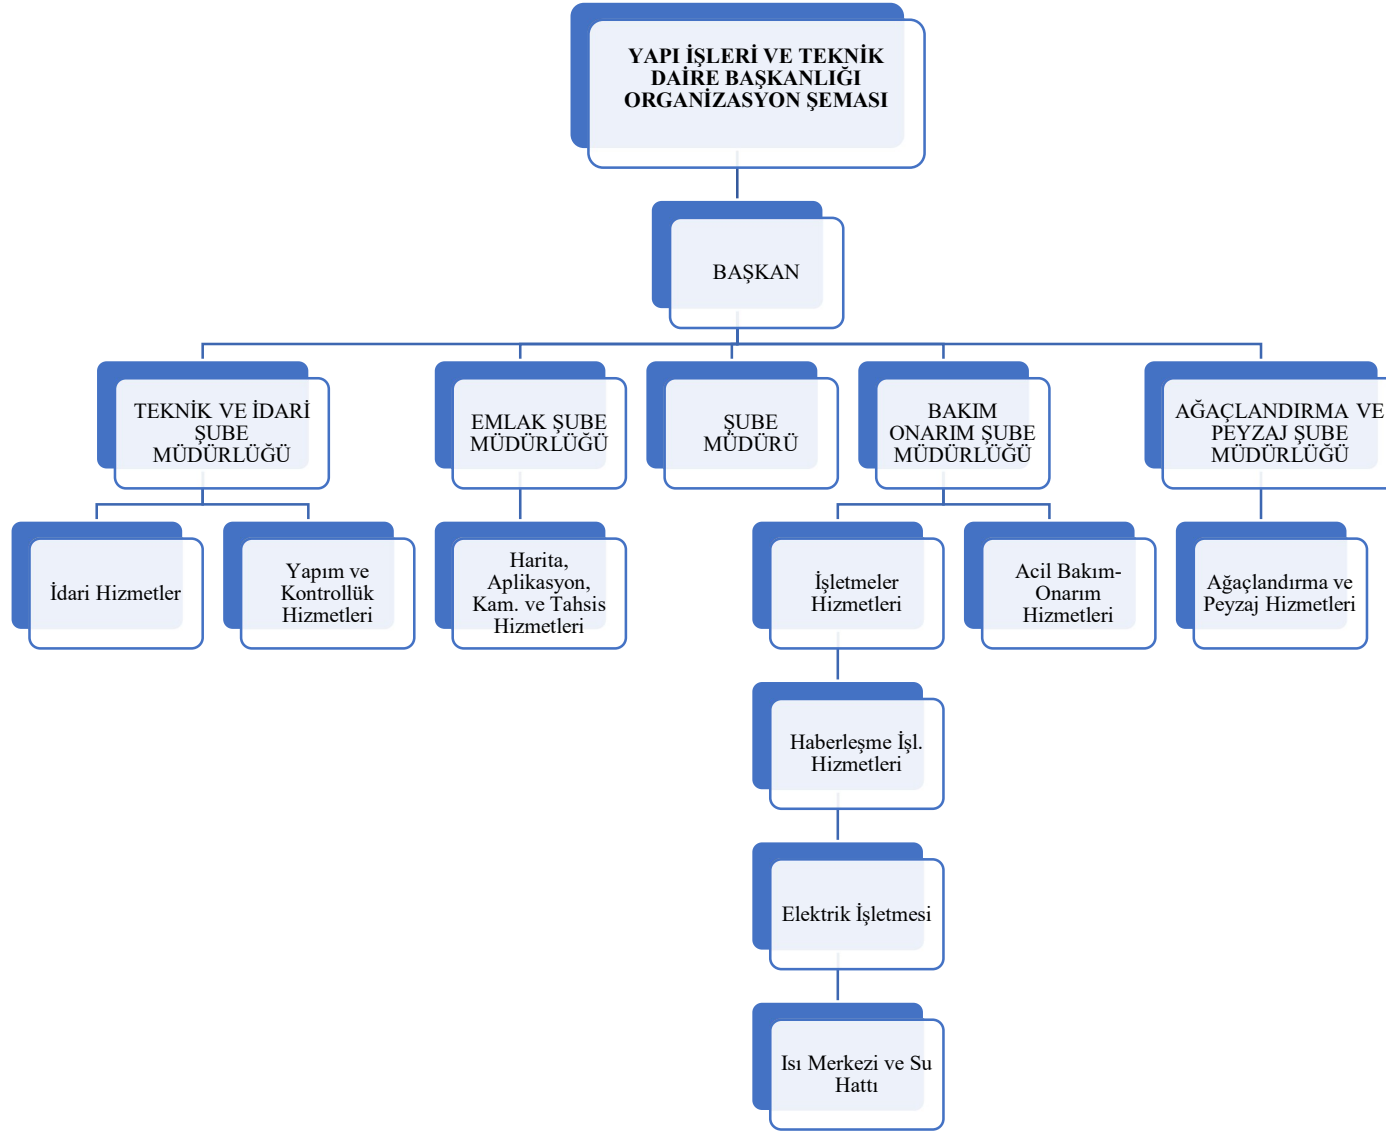 YAPI İŞLERİ VE TEKNİK
DAİRE BAŞKANLIĞI
ORGANİZASYON ŞEMASI
BAŞKAN
TEKNİK VE İDARİ
ŞUBE
MÜDÜRLÜĞÜ
EMLAK ŞUBE
MÜDÜRLÜĞÜ
ŞUBE
MÜDÜRÜ
BAKIM
ONARIM ŞUBE
MÜDÜRLÜĞÜ
AĞAÇLANDIRMA VE
PEYZAJ ŞUBE
MÜDÜRLÜĞÜ
İdari Hizmetler
Yapım ve
Kontrollük
Hizmetleri
Harita,
Aplikasyon,
Kam. ve Tahsis
Hizmetleri
İşletmeler
Hizmetleri
Acil Bakım-
Onarım
Hizmetleri
Ağaçlandırma ve
Peyzaj Hizmetleri
Haberleşme İşl.
Hizmetleri
Elektrik İşletmesi
Isı Merkezi ve Su
Hattı